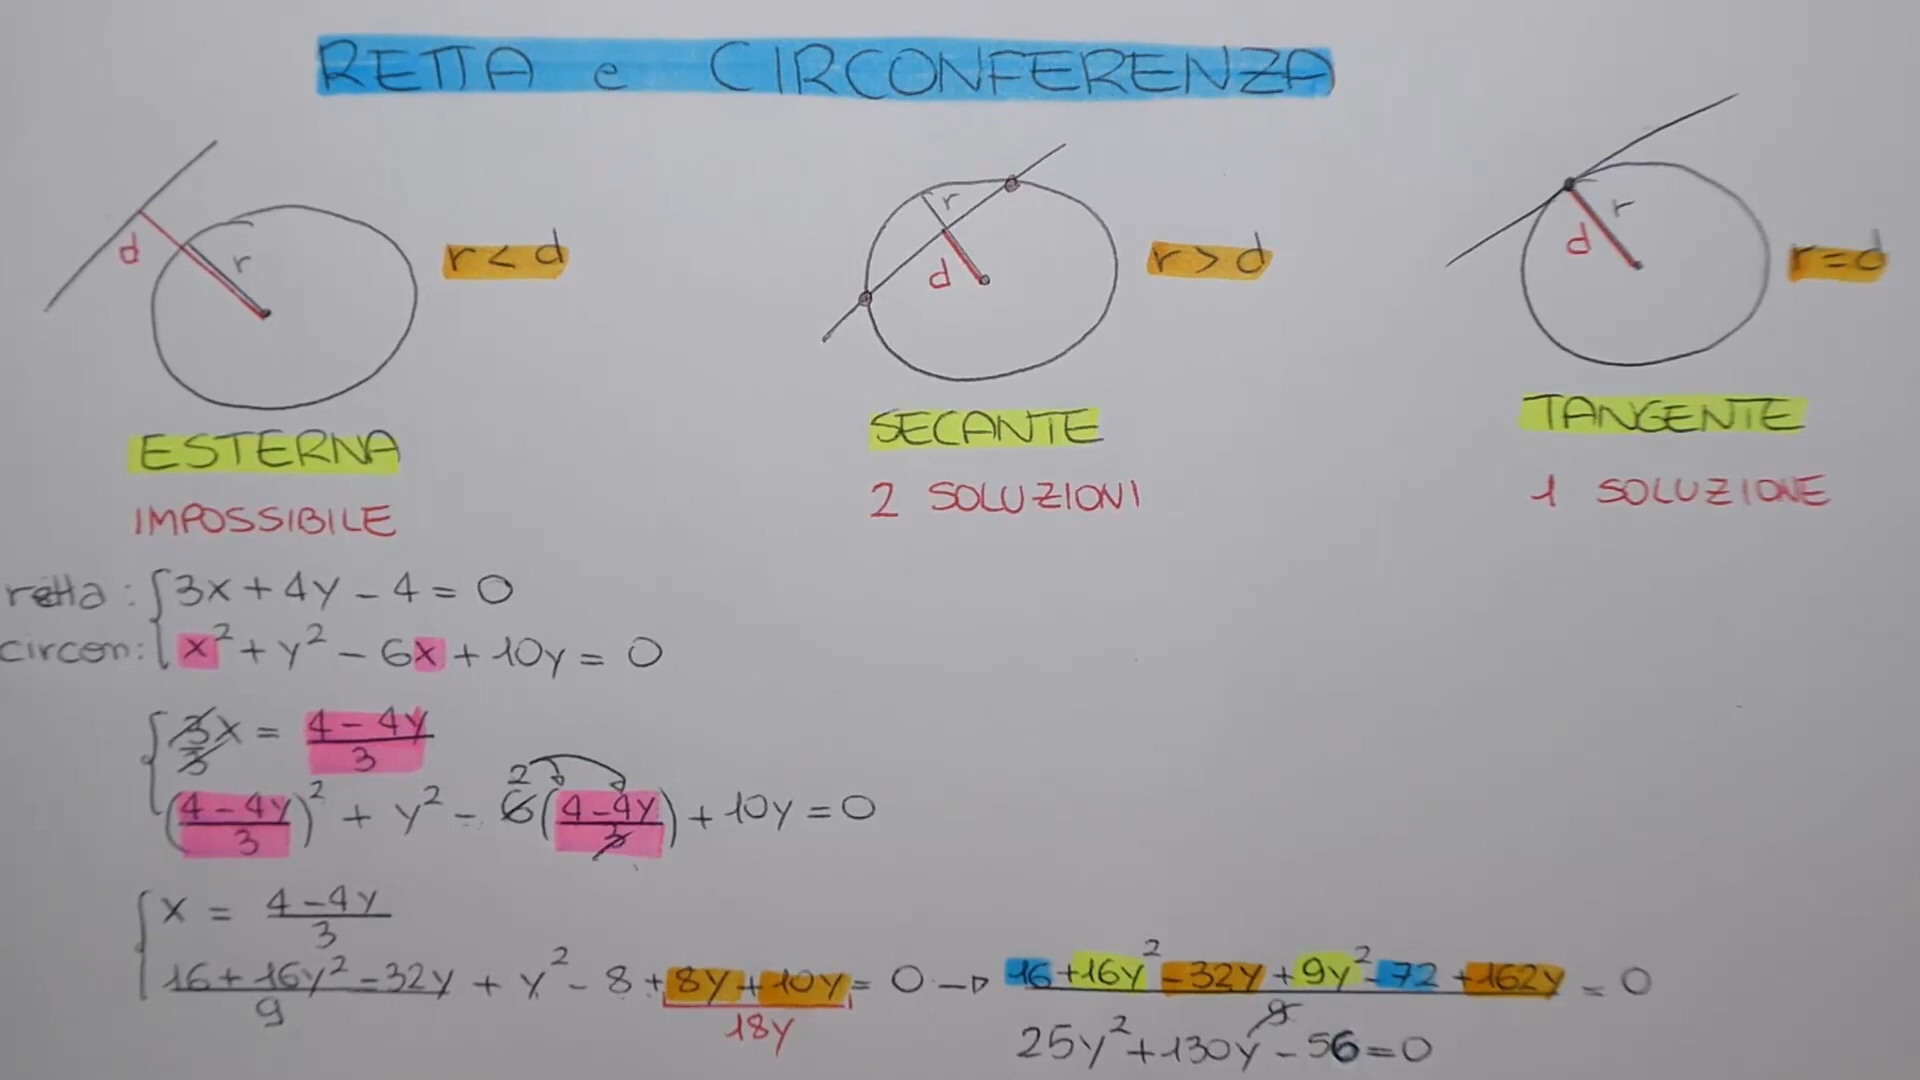 RETTA e CIRCONFERENZA
d r r < d
r d r > d
r d r = d
ESTERNA
IMPOSSIBILE
SECANTE
2 SOLUZIONI
TANGENTE
1 SOLUZIONE
retta: { 3x + 4y - 4 = 0
circon: { x² + y² - 6x + 10y = 0
{ 3x/3 = (4 - 4y)/3
((4 - 4y)/3)² + y² - 6 2 ((4 - 4y)/3) + 10y = 0
{ x = (4 - 4y)/3
(16 + 16y² - 32y)/9 + y² - 8 + 8y + 10y = 0 → (16 + 16y² - 32y + 9y² - 72 + 162y)/9 = 0
18y
25y² + 130y - 56 = 0